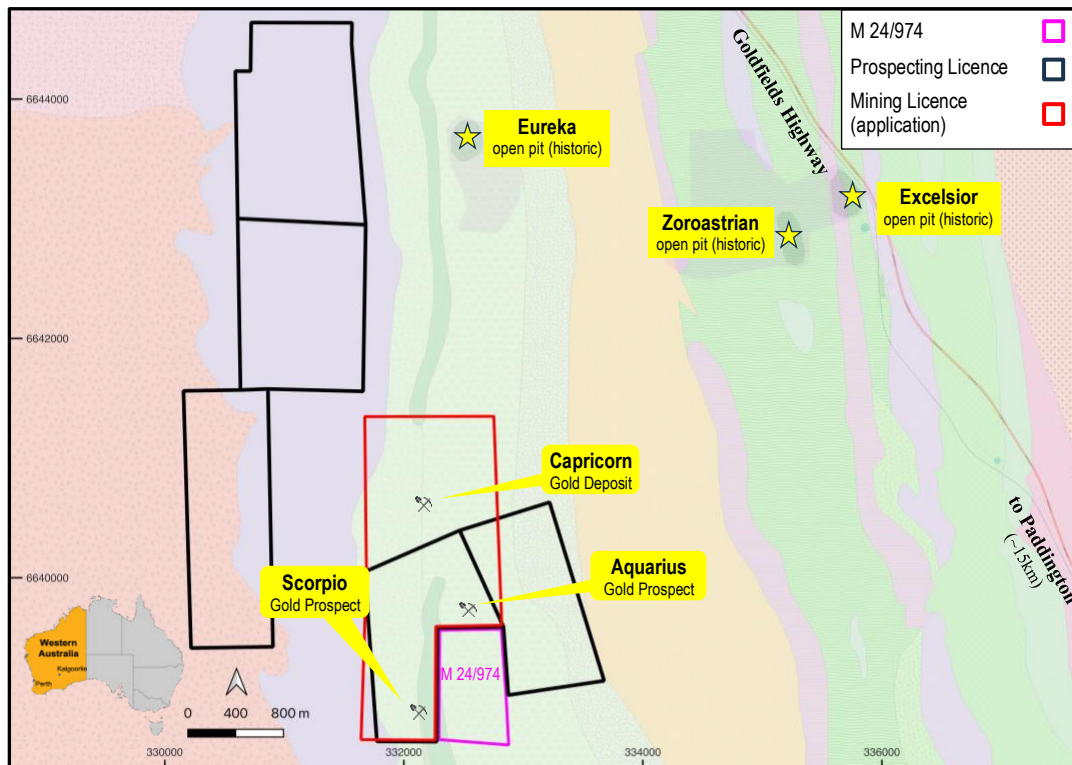 M 24/974
Prospecting Licence
Mining Licence
(application)
Goldfields Highway
6644000
Eureka
open pit (historic)
Excelsior
open pit (historic)
Zoroastrian
open pit (historic)
6642000
Capricorn
Gold Deposit
to Paddington
(~15km)
6640000
Scorpio
Gold Prospect
Aquarius
Gold Prospect
Western
Australia
Kalgoorlie
Perth
M 24/974
0 400 800 m
330000
332000
334000
336000